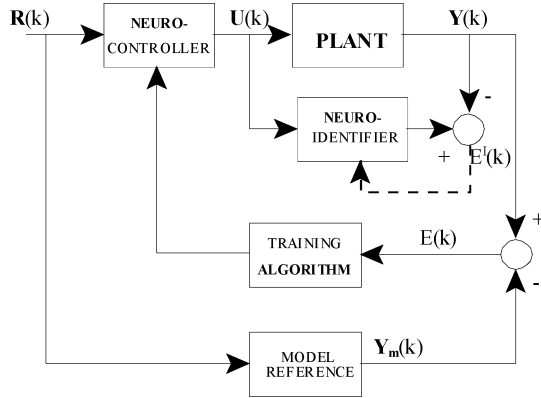 R(k)
NEURO-
CONTROLLER
U(k)
PLANT
Y(k)
-
NEURO-
IDENTIFIER
+
E^I(k)
+
TRAINING
ALGORITHM
E(k)
-
MODEL
REFERENCE
Y_m(k)